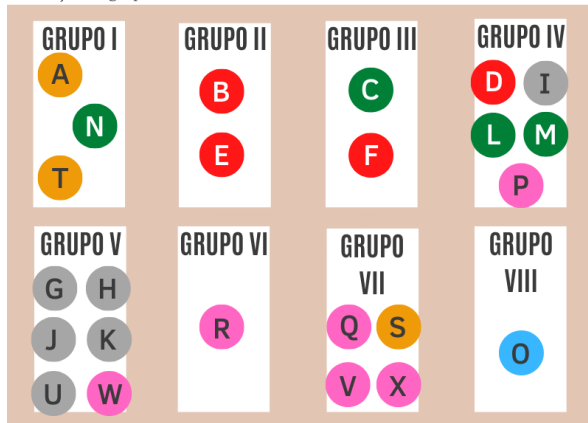 GRUPO I
A
N
T
GRUPO II
B
E
GRUPO III
C
F
GRUPO IV
D I
L M
P
GRUPO V
G H
J K
U W
GRUPO VI
R
GRUPO
VII
Q S
V X
GRUPO
VIII
O